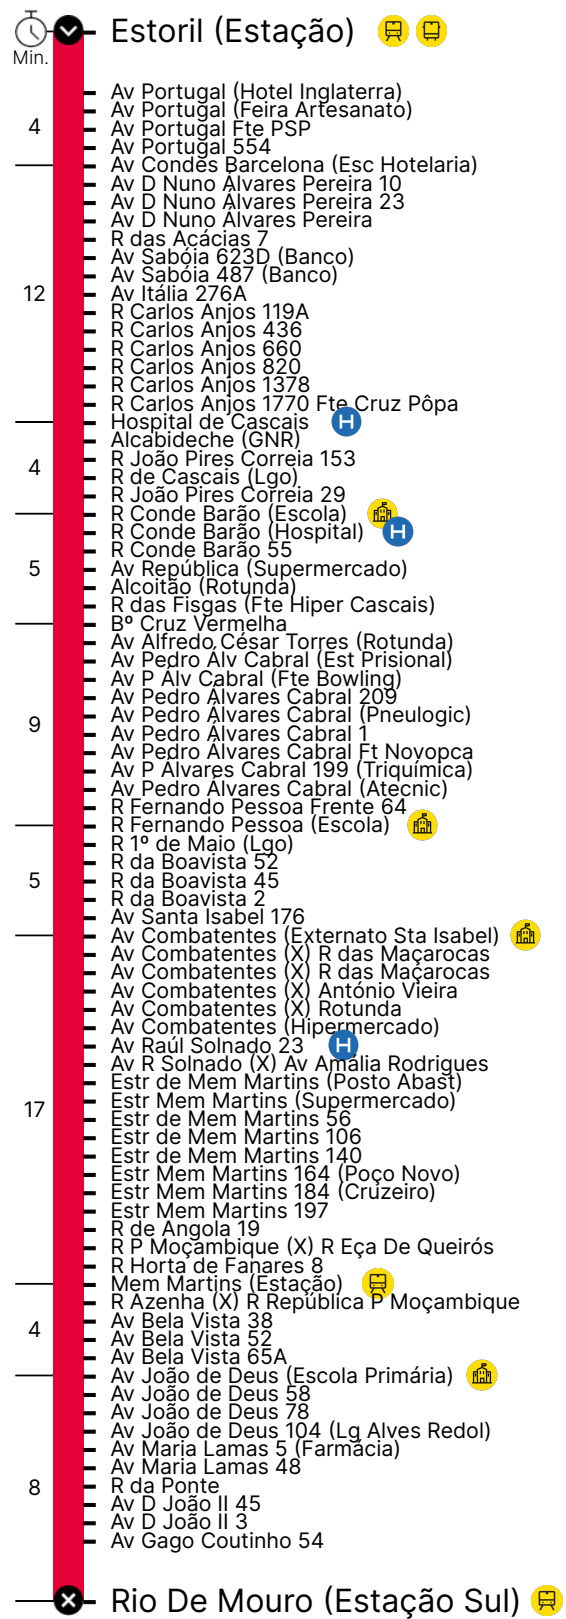 Estoril (Estação)
Min.
Av Portugal (Hotel Inglaterra)
Av Portugal (Feira Artesanato)
4
Av Portugal Fte PSP
Av Portugal 554
Av Condes Barcelona (Esc Hotelaria)
Av D Nuno Álvares Pereira 10
Av D Nuno Álvares Pereira 23
Av D Nuno Álvares Pereira
R das Acácias 7
Av Sabóia 623D (Banco)
Av Sabóia 487 (Banco)
12
Av Itália 276A
R Carlos Anjos 119A
R Carlos Anjos 436
R Carlos Anjos 660
R Carlos Anjos 820
R Carlos Anjos 1378
R Carlos Anjos 1770 Fte Cruz Pôpa
Hospital de Cascais H
Alcabideche (GNR)
R João Pires Correia 153
4
R de Cascais (Lgo)
R João Pires Correia 29
R Conde Barão (Escola)
R Conde Barão (Hospital) H
R Conde Barão 55
5
Av República (Supermercado)
Alcoitão (Rotunda)
R das Fisgas (Fte Hiper Cascais)
Bº Cruz Vermelha
Av Alfredo César Torres (Rotunda)
Av Pedro Álv Cabral (Est Prisional)
Av P Alv Cabral (Fte Bowling)
Av Pedro Álvares Cabral 209
Av Pedro Álvares Cabral (Pneulogic)
9
Av Pedro Álvares Cabral 1
Av Pedro Álvares Cabral Ft Novopca
Av P Alvares Cabral 199 (Triquímica)
Av Pedro Álvares Cabral (Atecnic)
R Fernando Pessoa Frente 64
R Fernando Pessoa (Escola)
R 1º de Maio (Lgo)
R da Boavista 52
5
R da Boavista 45
R da Boavista 2
Av Santa Isabel 176
Av Combatentes (Externato Sta Isabel)
Av Combatentes (X) R das Maçarocas
Av Combatentes (X) R das Maçarocas
Av Combatentes (X) António Vieira
Av Combatentes (X) Rotunda
Av Combatentes (Hipermercado)
Av Raúl Solnado 23 H
Av R Solnado (X) Av Amália Rodrigues
Estr de Mem Martins (Posto Abast)
Estr Mem Martins (Supermercado)
17
Estr de Mem Martins 56
Estr de Mem Martins 106
Estr de Mem Martins 140
Estr Mem Martins 164 (Poço Novo)
Estr Mem Martins 184 (Cruzeiro)
Estr Mem Martins 197
R de Angola 19
R P Moçambique (X) R Eça De Queirós
R Horta de Fanares 8
Mem Martins (Estação)
R Azenha (X) R República P Moçambique
4
Av Bela Vista 38
Av Bela Vista 52
Av Bela Vista 65A
Av João de Deus (Escola Primária)
Av João de Deus 58
Av João de Deus 78
Av João de Deus 104 (Lg Alves Redol)
Av Maria Lamas 5 (Farmácia)
Av Maria Lamas 48
8
R da Ponte
Av D João II 45
Av D João II 3
Av Gago Coutinho 54
Rio De Mouro (Estação Sul)